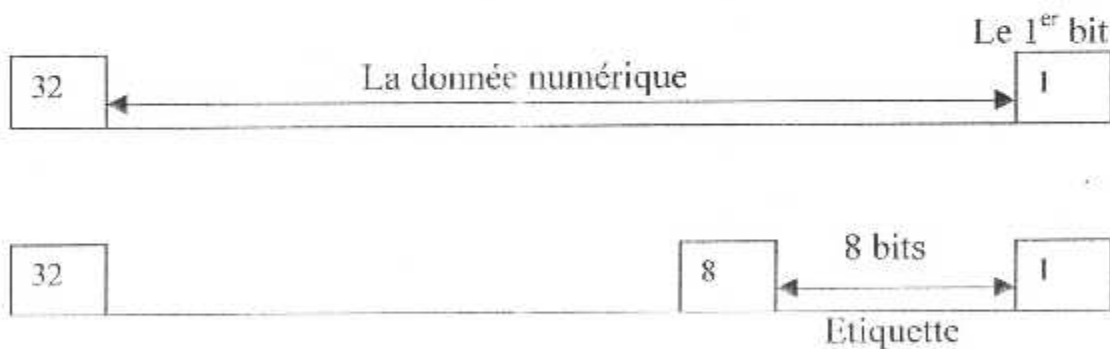 Le 1er bit
32 La donnée numérique 1
32 8 8 bits 1
Etiquette